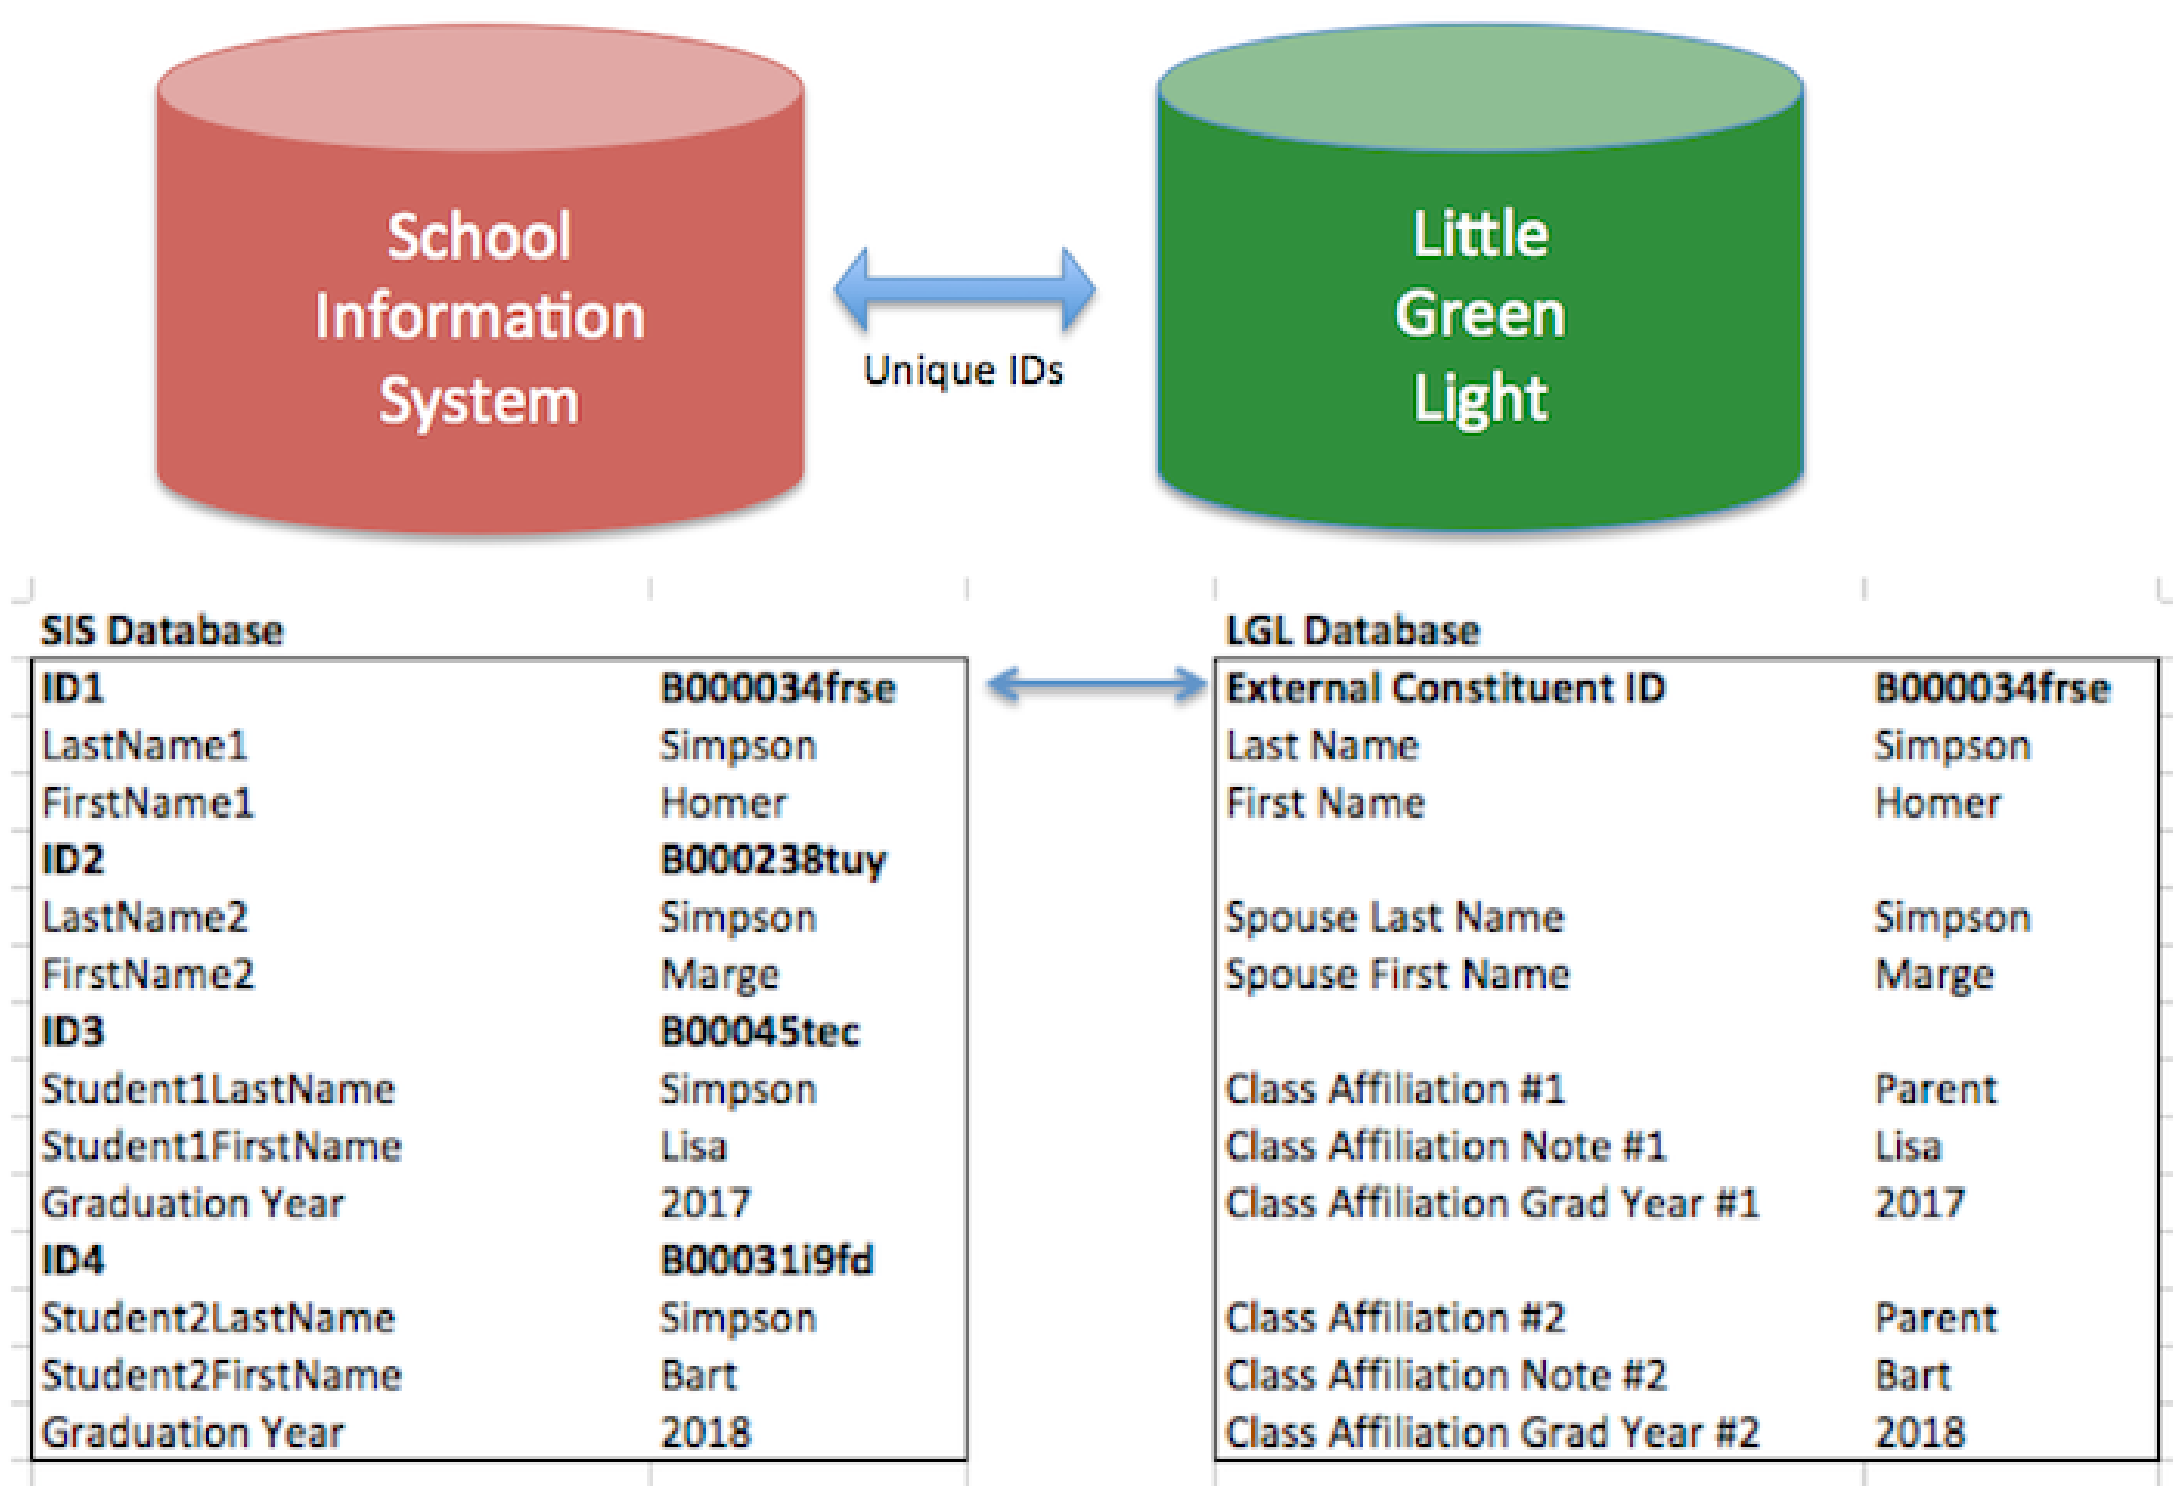 School
Information
System
Unique IDs
Little
Green
Light
SIS Database
ID1 B000034frse
LastName1 Simpson
FirstName1 Homer
ID2 B000238tuy
LastName2 Simpson
FirstName2 Marge
ID3 B00045tec
Student1LastName Simpson
Student1FirstName Lisa
Graduation Year 2017
ID4 B00031i9fd
Student2LastName Simpson
Student2FirstName Bart
Graduation Year 2018
LGL Database
External Constituent ID B000034frse
Last Name Simpson
First Name Homer
Spouse Last Name Simpson
Spouse First Name Marge
Class Affiliation #1 Parent
Class Affiliation Note #1 Lisa
Class Affiliation Grad Year #1 2017
Class Affiliation #2 Parent
Class Affiliation Note #2 Bart
Class Affiliation Grad Year #2 2018